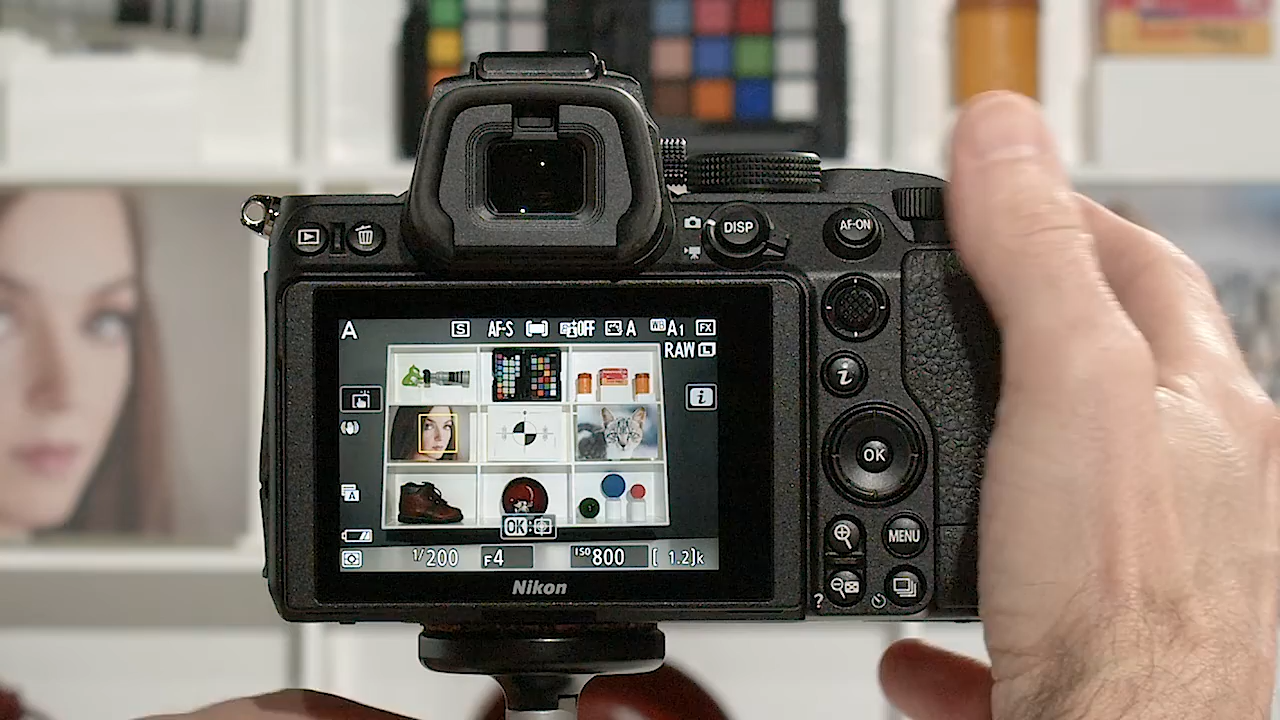 DISP
AF-ON
A
S AF-S OFF A WB A1 FX
RAW L
i
i
OK
OK
A
1/200 F4 ISO 800 [ 1.2]k
MENU
Nikon
?